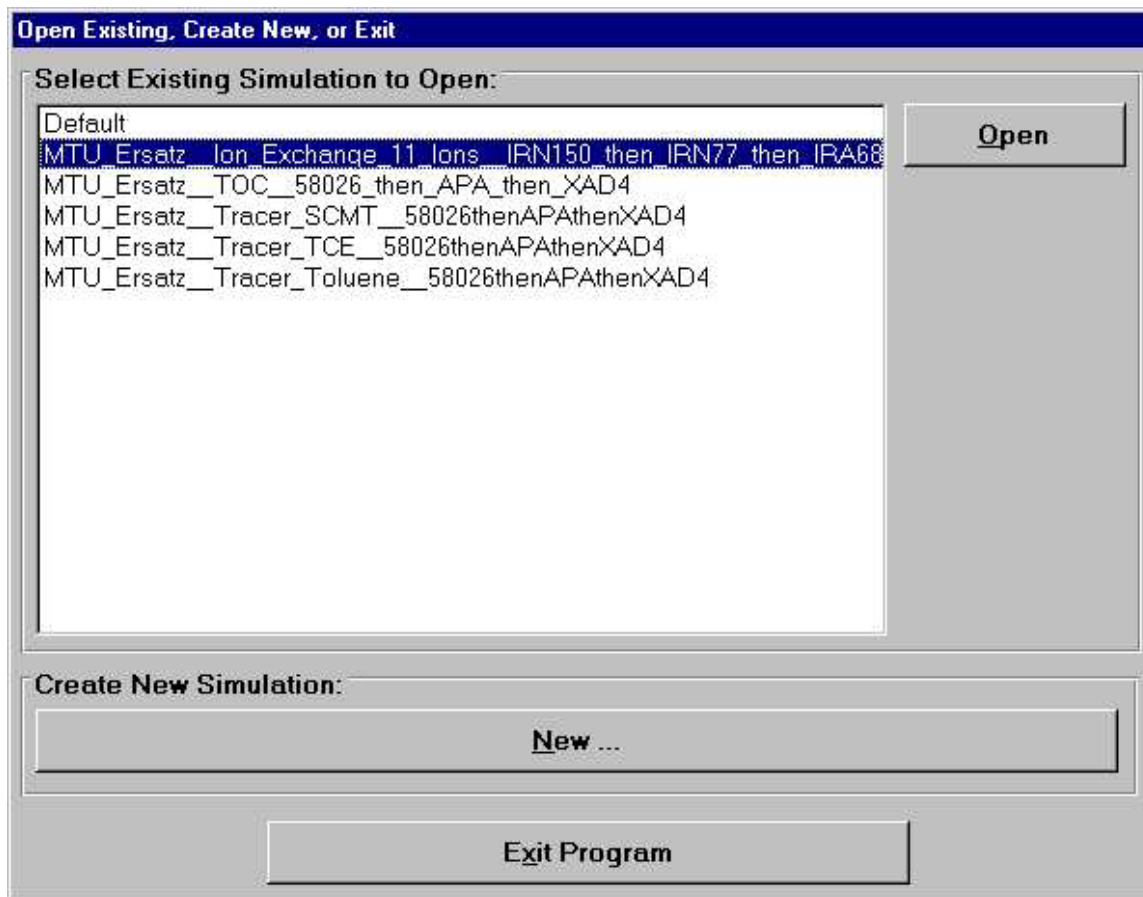 Open Existing, Create New, or Exit
Select Existing Simulation to Open:
Default
Open
MTU_Ersatz__Ion_Exchange_11_Ions__IRN150_then_IRN77_then_IRA68
MTU_Ersatz__TOC__58026_then_APA_then_XAD4
MTU_Ersatz__Tracer_SCMT__58026thenAPAthenXAD4
MTU_Ersatz__Tracer_TCE__58026thenAPAthenXAD4
MTU_Ersatz__Tracer_Toluene__58026thenAPAthenXAD4
Create New Simulation:
New ...
Exit Program